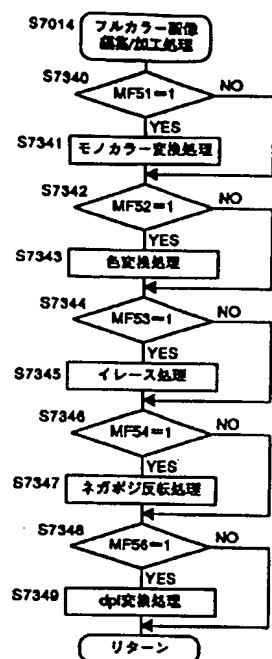 S7014
フルカラー画像
編集/加工処理
S7340
MF51=1
NO
YES
S7341
モノカラー変換処理
S7342
MF52=1
NO
YES
S7343
色変換処理
S7344
MF53=1
NO
YES
S7345
イレース処理
S7346
MF54=1
NO
YES
S7347
ネガポジ反転処理
S7348
MF56=1
NO
YES
S7349
dpi変換処理
リターン